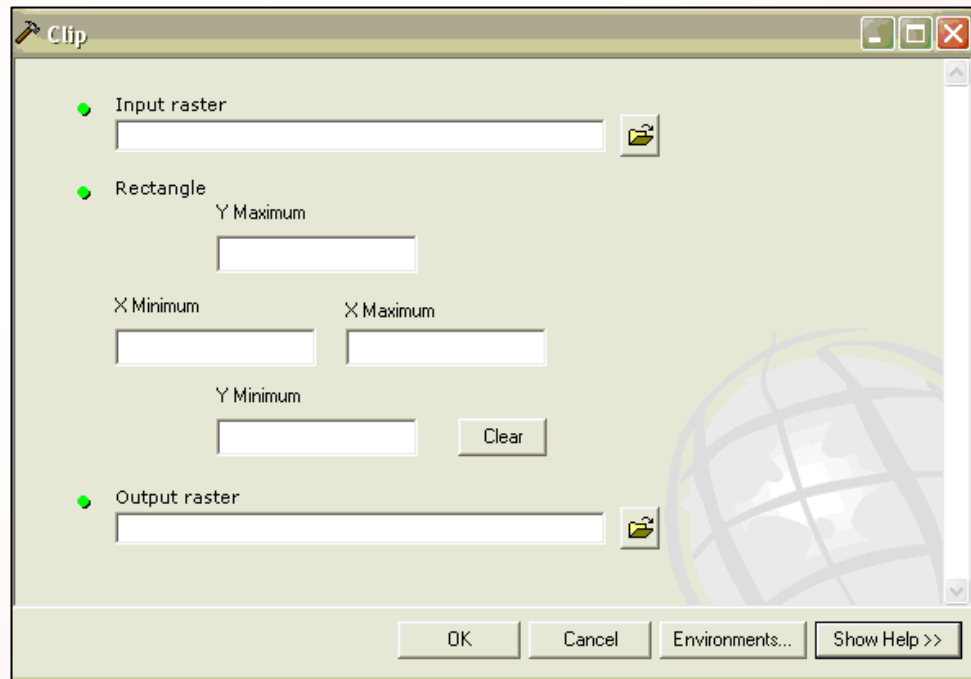 Clip
Input raster
Rectangle
Y Maximum
X Minimum
X Maximum
Y Minimum
Clear
Output raster
OK
Cancel
Environments...
Show Help >>